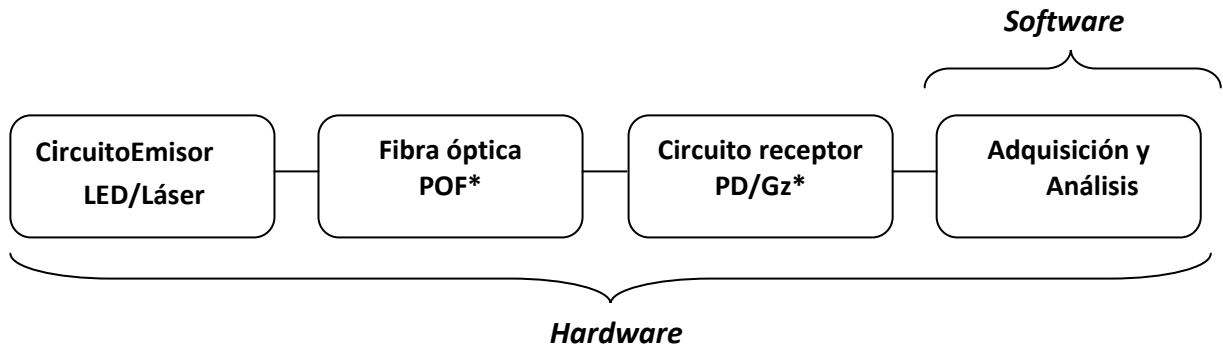 Software
CircuitoEmisor
LED/Láser
Fibra óptica
POF*
Circuito receptor
PD/Gz*
Adquisición y
Análisis
Hardware